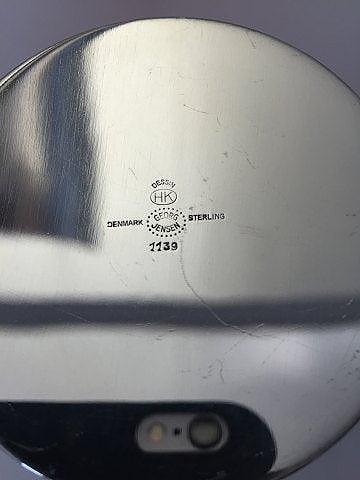 DESSIN
HK
DENMARK GEORG JENSEN STERLING
1139